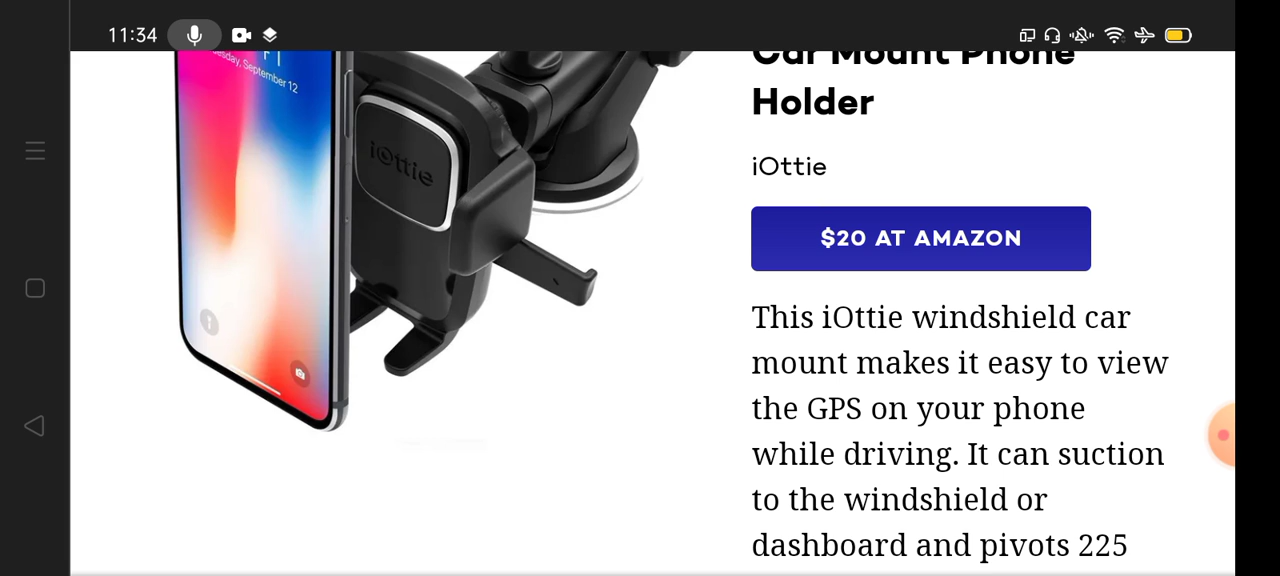 11:34
Tuesday, September 12
iOttie
Car Mount Phone
Holder
iOttie
$20 AT AMAZON
This iOttie windshield car
mount makes it easy to view
the GPS on your phone
while driving. It can suction
to the windshield or
dashboard and pivots 225